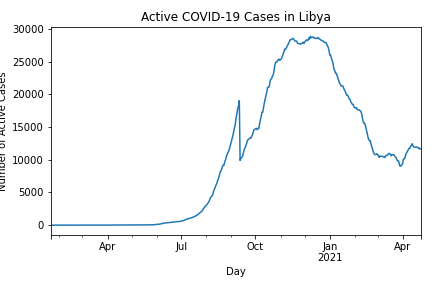 Active COVID-19 Cases in Libya
30000
25000
20000
15000
10000
5000
0
Number of Active Cases
Apr
Jul
Oct
Jan
2021
Apr
Day